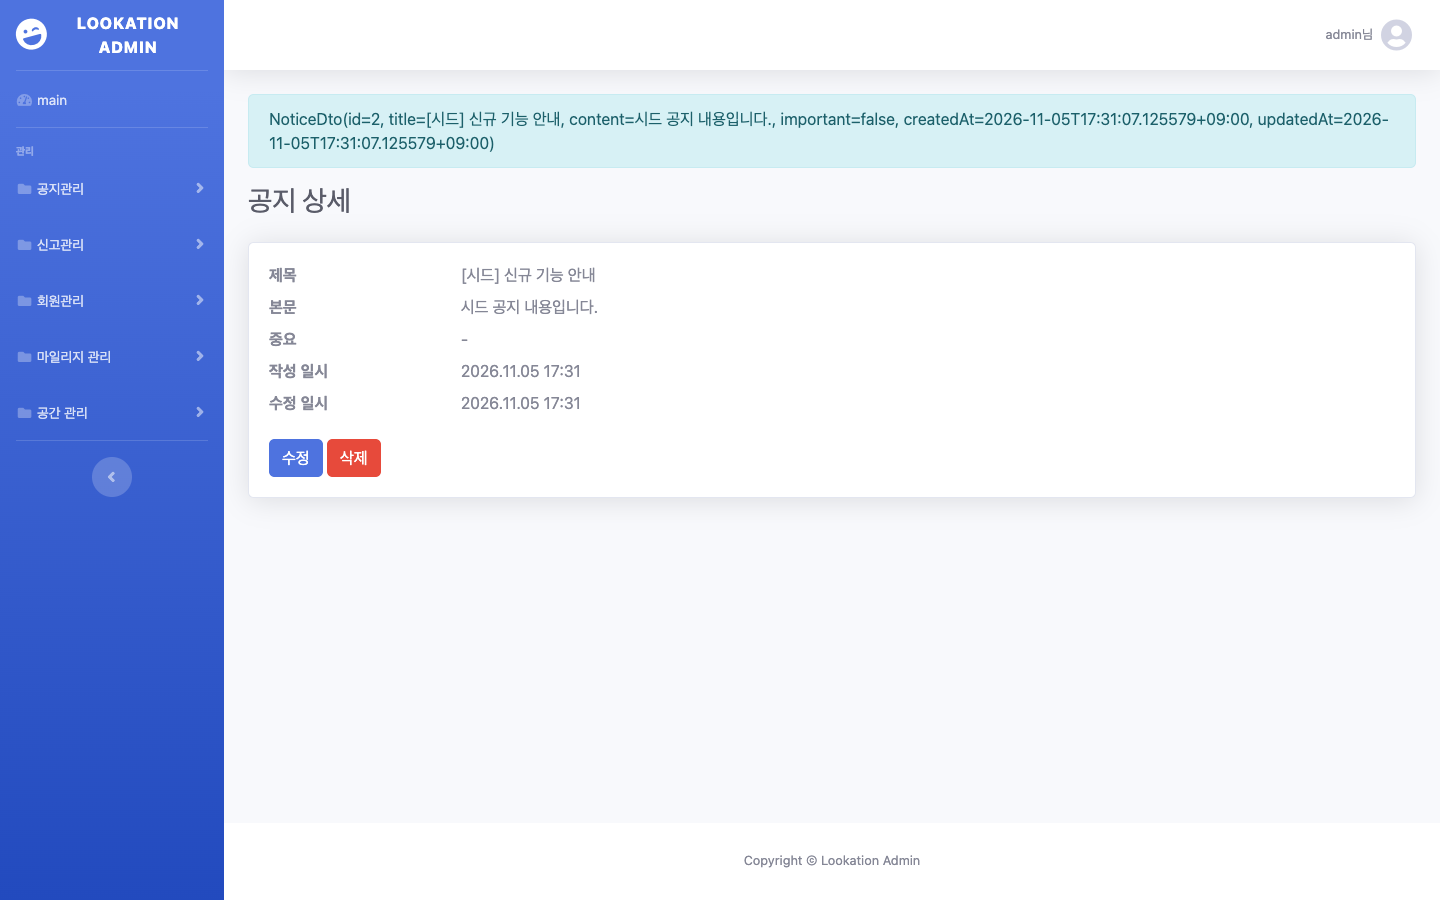 LOOKATION
ADMIN
main
관리
공지관리
신고관리
회원관리
마일리지 관리
공간 관리
admin님
NoticeDto(id=2, title=[시드] 신규 기능 안내, content=시드 공지 내용입니다., important=false, createdAt=2026-11-05T17:31:07.125579+09:00, updatedAt=2026-
11-05T17:31:07.125579+09:00)
공지 상세
제목 [시드] 신규 기능 안내
본문 시드 공지 내용입니다.
중요 -
작성 일시 2026.11.05 17:31
수정 일시 2026.11.05 17:31
수정 삭제
Copyright © Lookation Admin